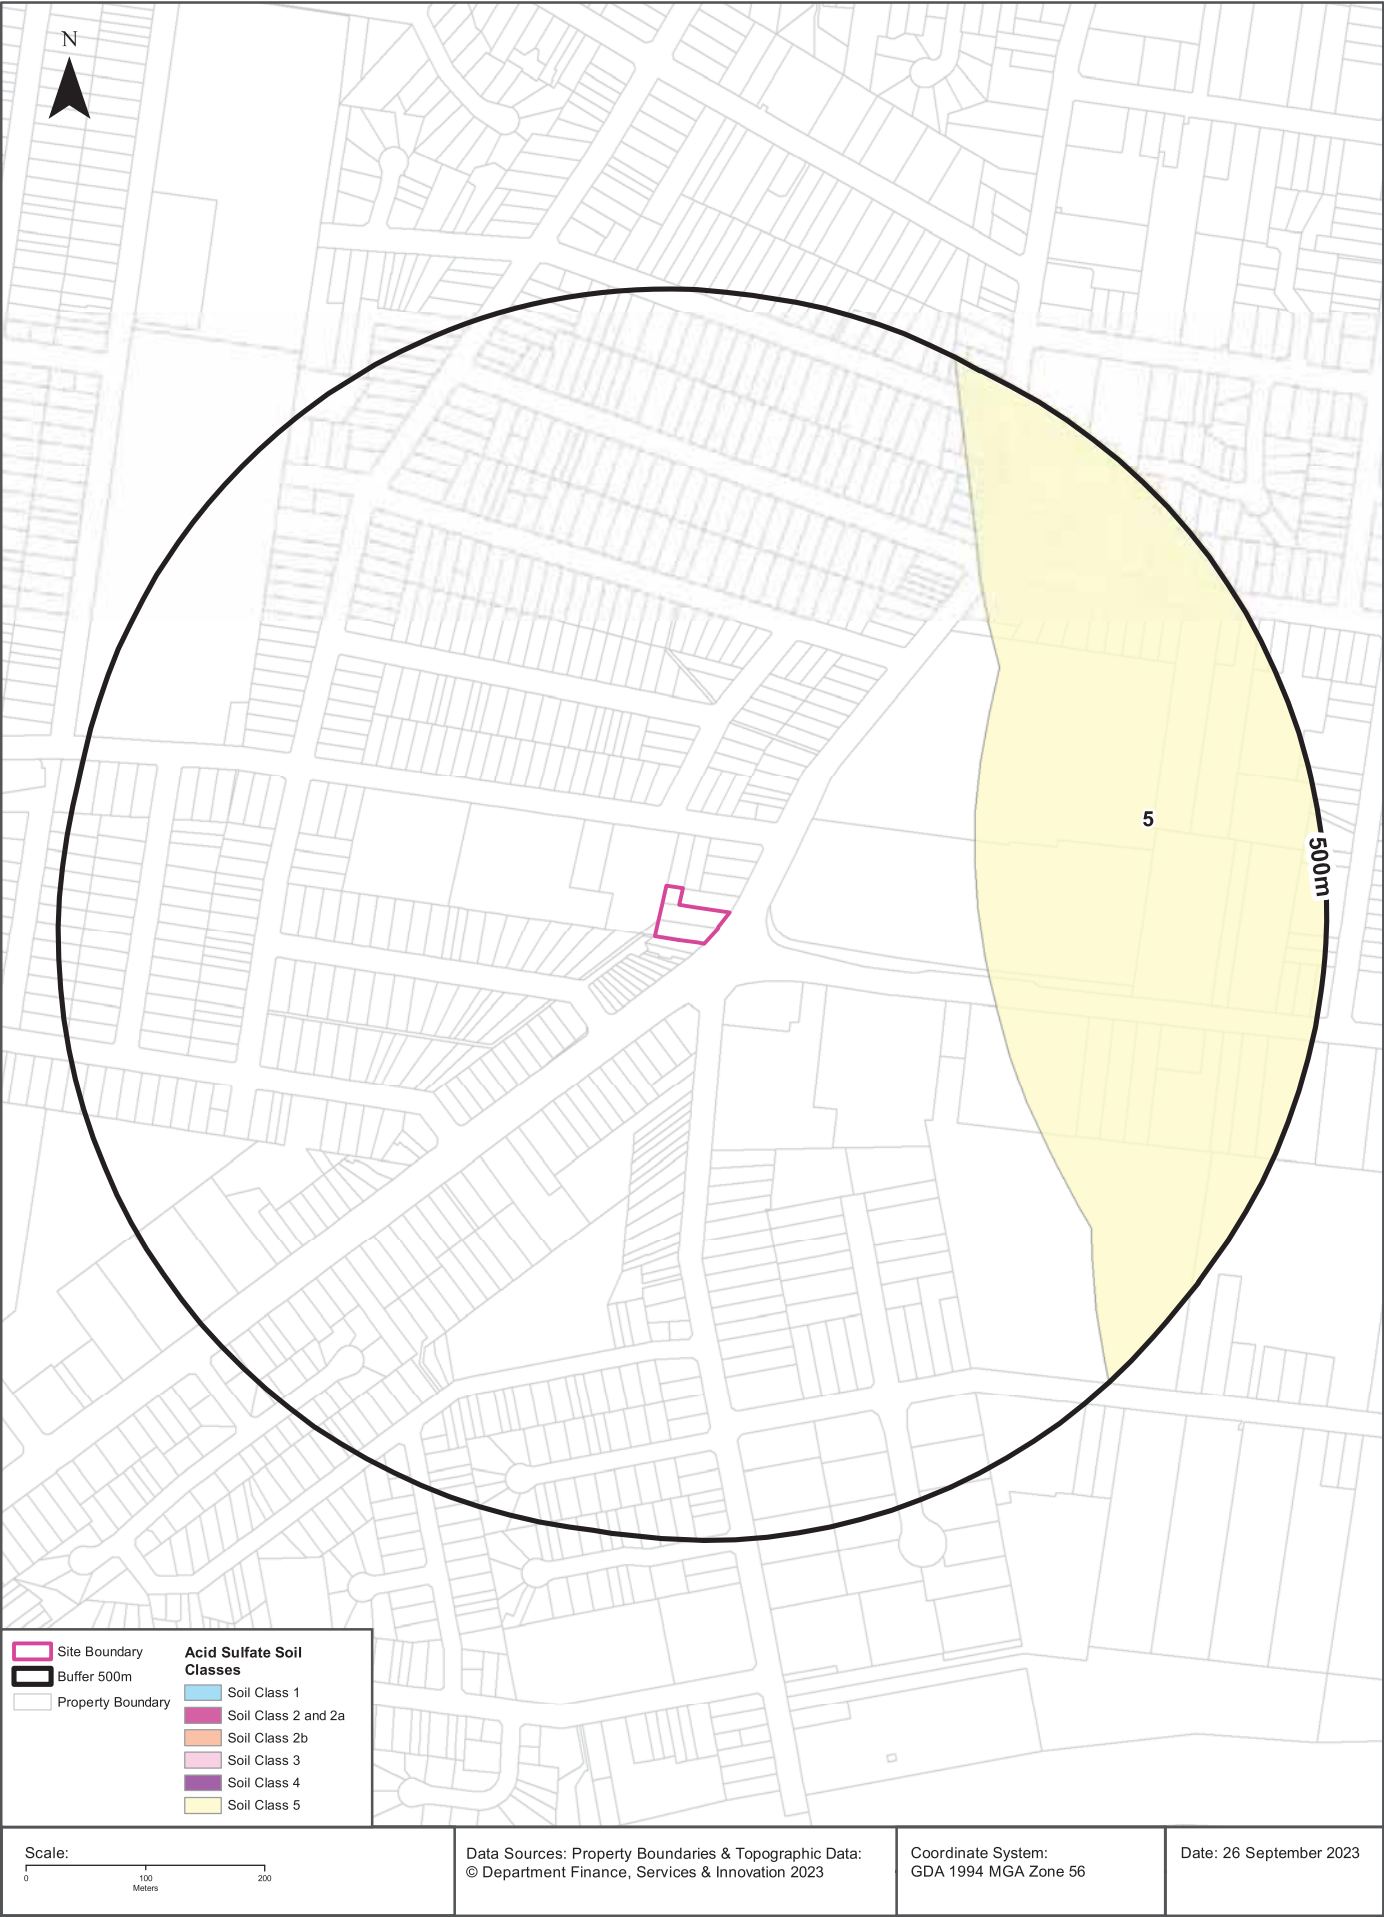 N
5
500m
Site Boundary
Buffer 500m
Property Boundary
Acid Sulfate Soil
Classes
Soil Class 1
Soil Class 2 and 2a
Soil Class 2b
Soil Class 3
Soil Class 4
Soil Class 5
Scale:
0 100 200
Meters
Data Sources: Property Boundaries & Topographic Data:
© Department Finance, Services & Innovation 2023
Coordinate System:
GDA 1994 MGA Zone 56
Date: 26 September 2023